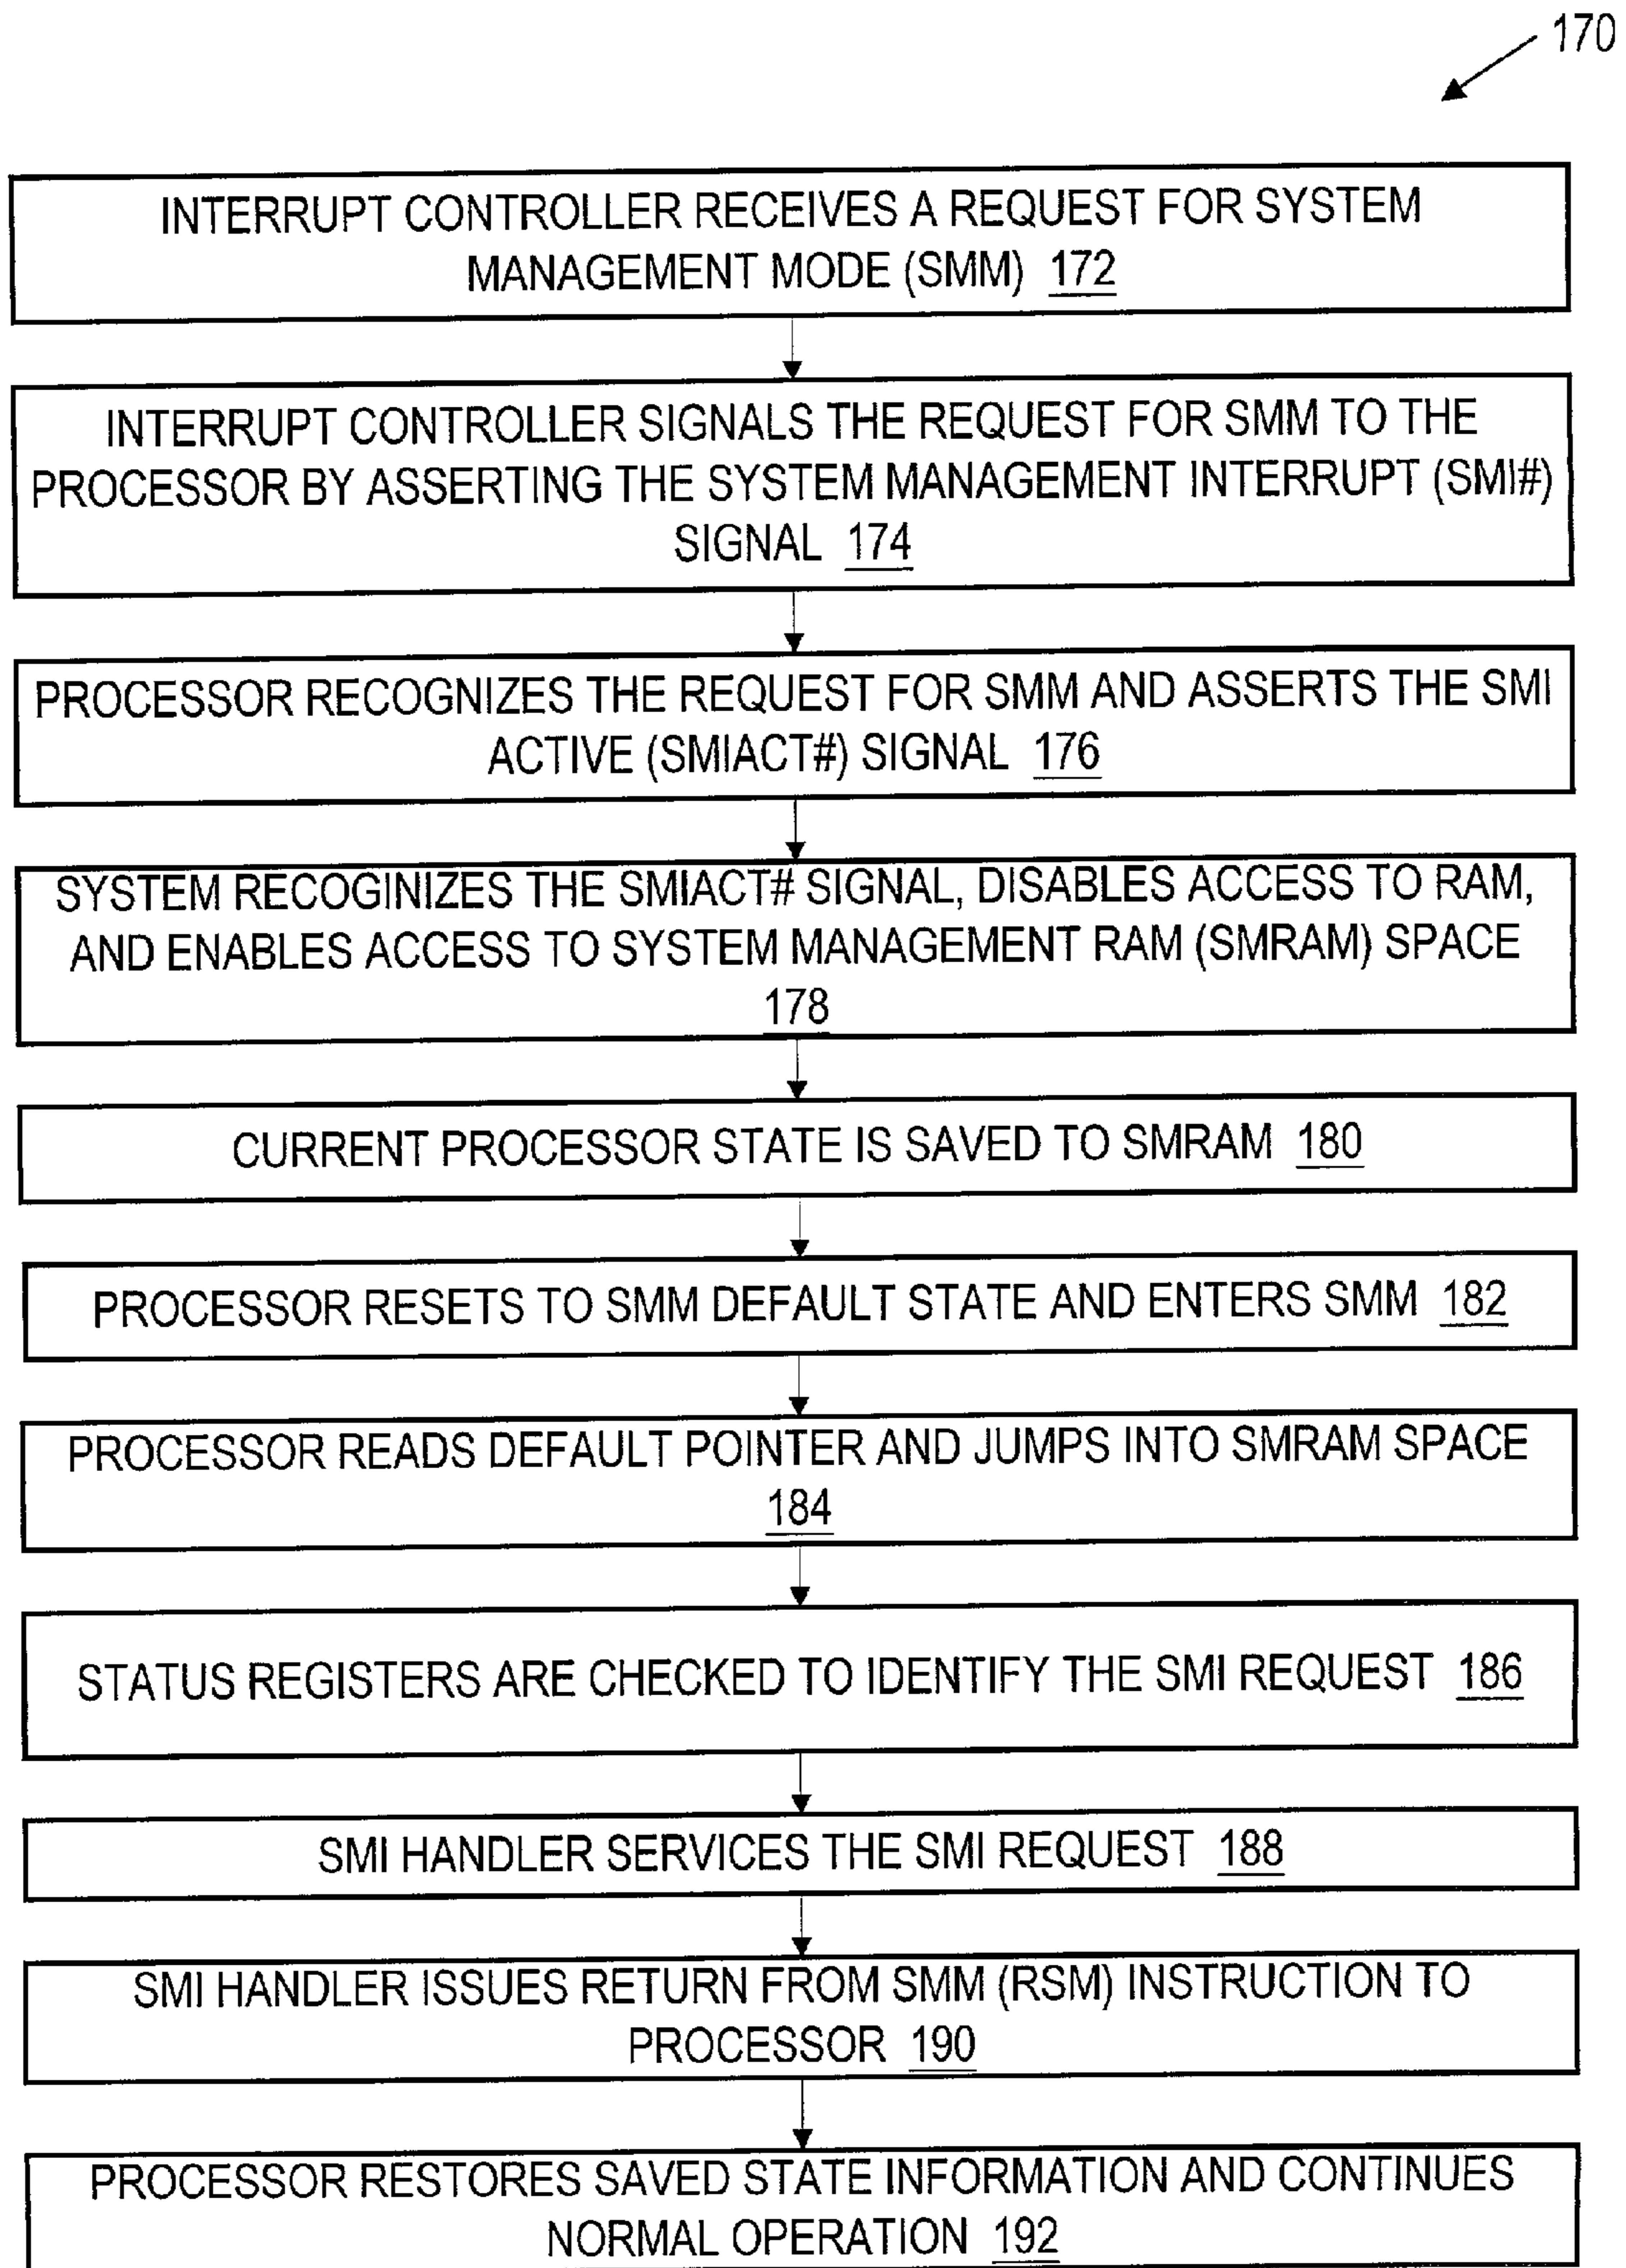 170
INTERRUPT CONTROLLER RECEIVES A REQUEST FOR SYSTEM
MANAGEMENT MODE (SMM) 172
INTERRUPT CONTROLLER SIGNALS THE REQUEST FOR SMM TO THE
PROCESSOR BY ASSERTING THE SYSTEM MANAGEMENT INTERRUPT (SMI#)
SIGNAL 174
PROCESSOR RECOGNIZES THE REQUEST FOR SMM AND ASSERTS THE SMI
ACTIVE (SMIACT#) SIGNAL 176
SYSTEM RECOGINIZES THE SMIACT# SIGNAL, DISABLES ACCESS TO RAM,
AND ENABLES ACCESS TO SYSTEM MANAGEMENT RAM (SMRAM) SPACE
178
CURRENT PROCESSOR STATE IS SAVED TO SMRAM 180
PROCESSOR RESETS TO SMM DEFAULT STATE AND ENTERS SMM 182
PROCESSOR READS DEFAULT POINTER AND JUMPS INTO SMRAM SPACE
184
STATUS REGISTERS ARE CHECKED TO IDENTIFY THE SMI REQUEST 186
SMI HANDLER SERVICES THE SMI REQUEST 188
SMI HANDLER ISSUES RETURN FROM SMM (RSM) INSTRUCTION TO
PROCESSOR 190
PROCESSOR RESTORES SAVED STATE INFORMATION AND CONTINUES
NORMAL OPERATION 192